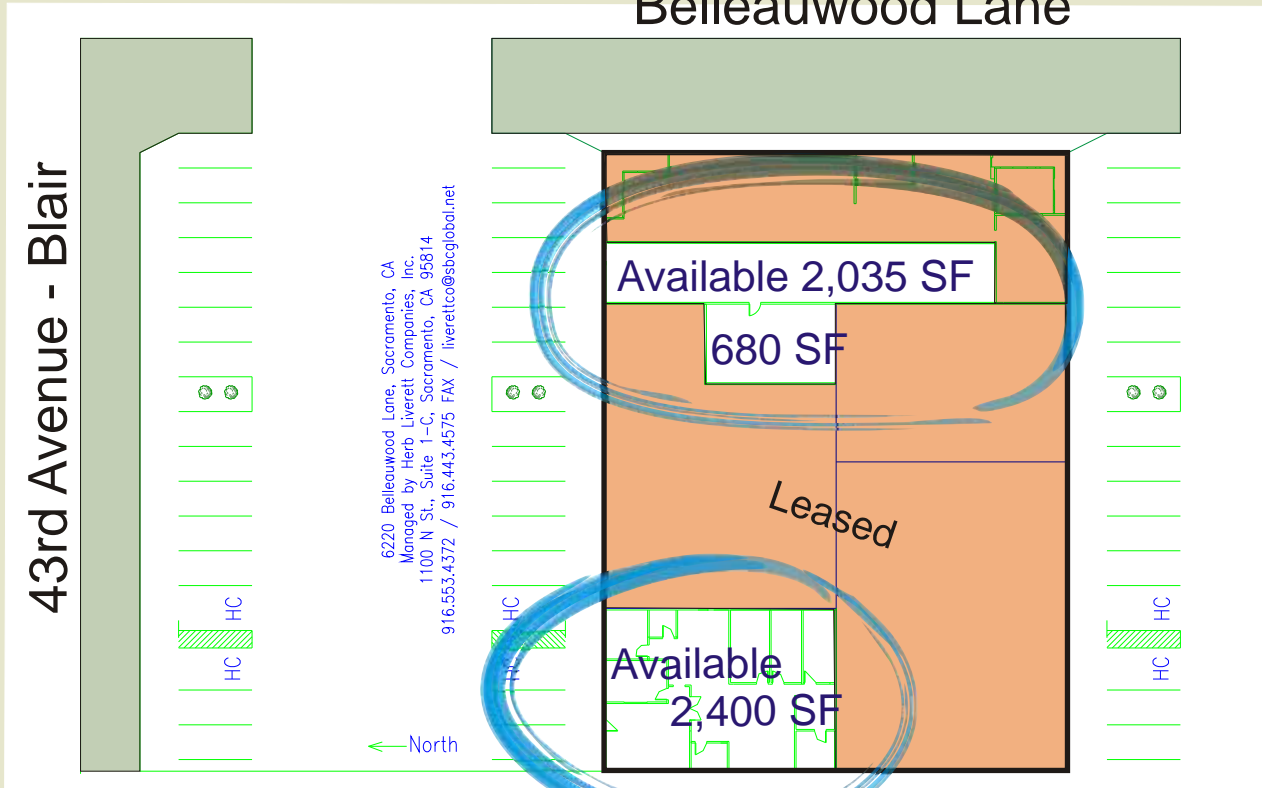 Belleauwood Lane
43rd Avenue - Blair
6220 Belleauwood Lane, Sacramento, CA
Managed by Herb Liverett Companies, Inc.
1100 N St., Suite 1-C, Sacramento, CA 95814
916.553.4372 / 916.443.4575 FAX / liverettco@sbcglobal.net
Available 2,035 SF
680 SF
Leased
Available
2,400 SF
HC
HC
HC
HC
HC
HC
North